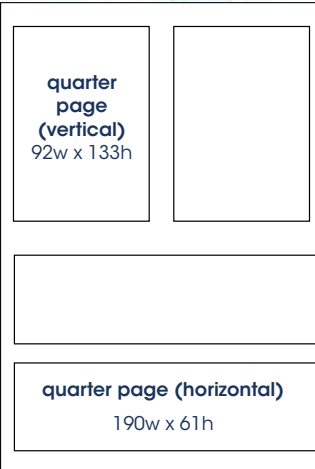 quarter
page
(vertical)
92w x 133h
quarter page (horizontal)
190w x 61h